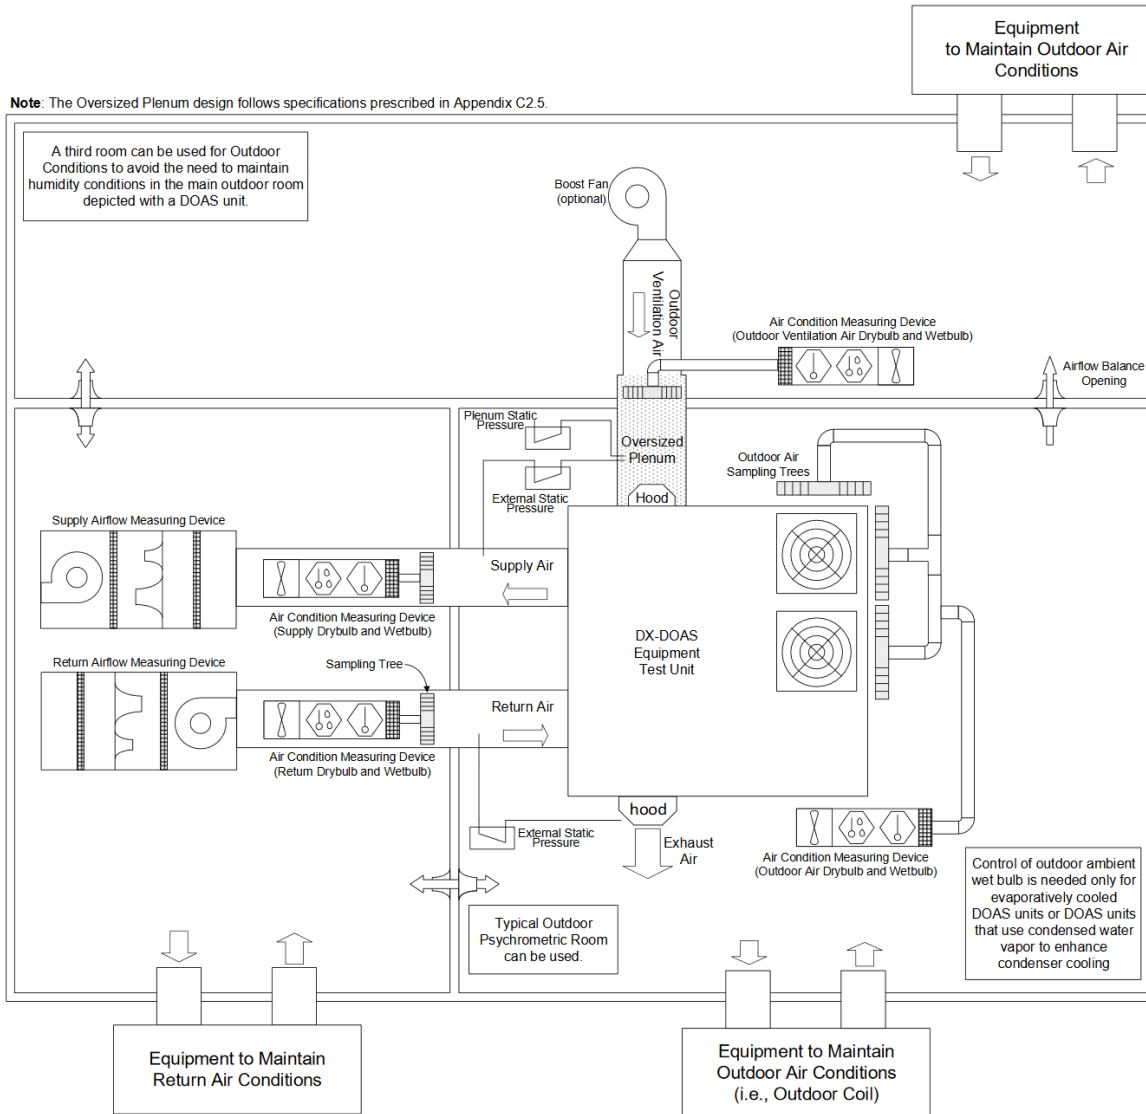 Equipment
to Maintain Outdoor Air
Conditions
Note: The Oversized Plenum design follows specifications prescribed in Appendix C2.5.
A third room can be used for Outdoor
Conditions to avoid the need to maintain
humidity conditions in the main outdoor room
depicted with a DOAS unit.
Boost Fan
(optional)
Outdoor
Ventilation Air
Air Condition Measuring Device
(Outdoor Ventilation Air Drybulb and Wetbulb)
Airflow Balance
Opening
Plenum Static
Pressure
Oversized
Plenum
Outdoor Air
Sampling Trees
External Static
Pressure
Hood
Supply Airflow Measuring Device
Supply Air
Air Condition Measuring Device
(Supply Drybulb and Wetbulb)
DX-DOAS
Equipment
Test Unit
Return Airflow Measuring Device
Sampling Tree
Return Air
Air Condition Measuring Device
(Return Drybulb and Wetbulb)
hood
External Static
Pressure
Exhaust
Air
Air Condition Measuring Device
(Outdoor Air Drybulb and Wetbulb)
Control of outdoor ambient
wet bulb is needed only for
evaporatively cooled
DOAS units or DOAS units
that use condensed water
vapor to enhance
condenser cooling
Typical Outdoor
Psychrometric Room
can be used.
Equipment to Maintain
Return Air Conditions
Equipment to Maintain
Outdoor Air Conditions
(i.e., Outdoor Coil)